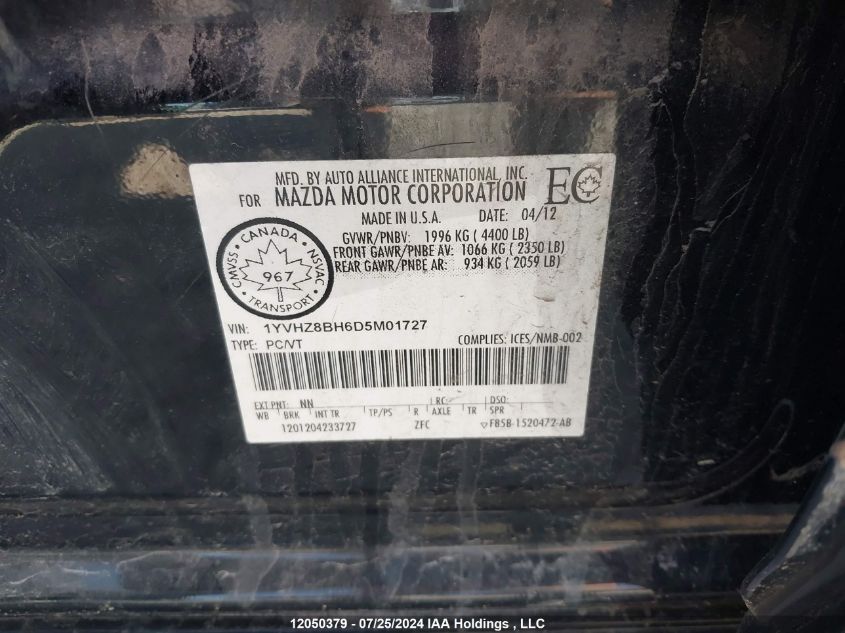 MFD. BY AUTO ALLIANCE INTERNATIONAL, INC.
FOR MAZDA MOTOR CORPORATION
EC
MADE IN U.S.A. DATE: 04/12
GVWR/PNBV: 1996 KG ( 4400 LB)
FRONT GAWR/PNBE AV: 1066 KG ( 2350 LB)
REAR GAWR/PNBE AR: 934 KG ( 2059 LB)
CANADA
CMVSS NSVAC
967
TRANSPORT
VIN: 1YVHZ8BH6D5M01727
TYPE: PC/VT COMPLIES: ICES/NMB-002
EXT PNT: NN RC: DSO:
WB BRK INT TR TP/PS R AXLE TR SPR
1201204233727 ZFC FB5B-1520472-AB
12050379 - 07/25/2024 IAA Holdings , LLC